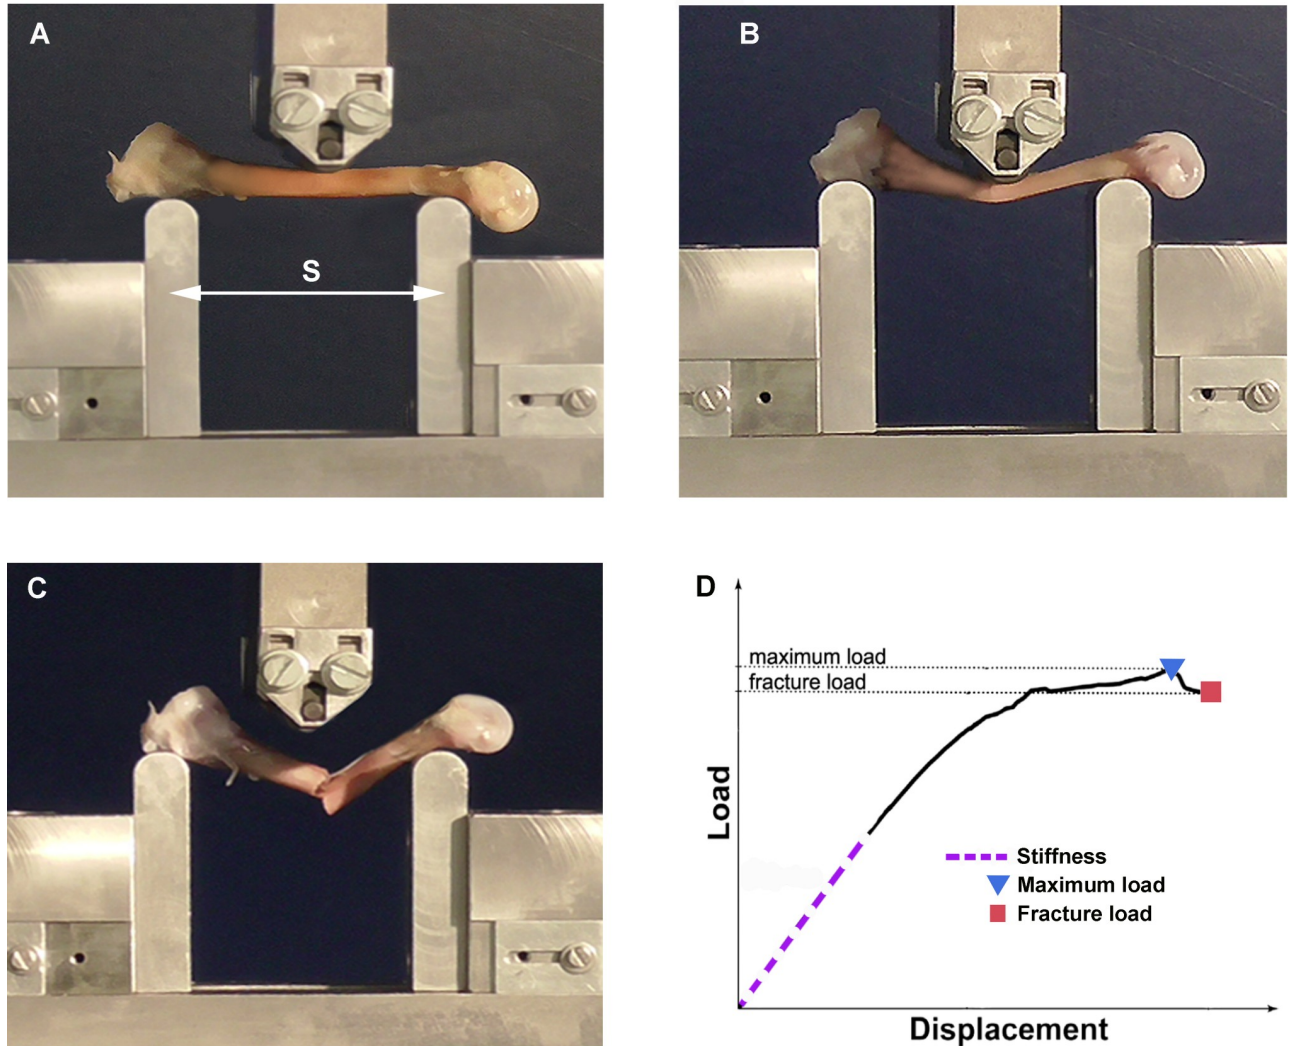 A
B
S
C
D
maximum load
fracture load
Load
Stiffness
Maximum load
Fracture load
Displacement